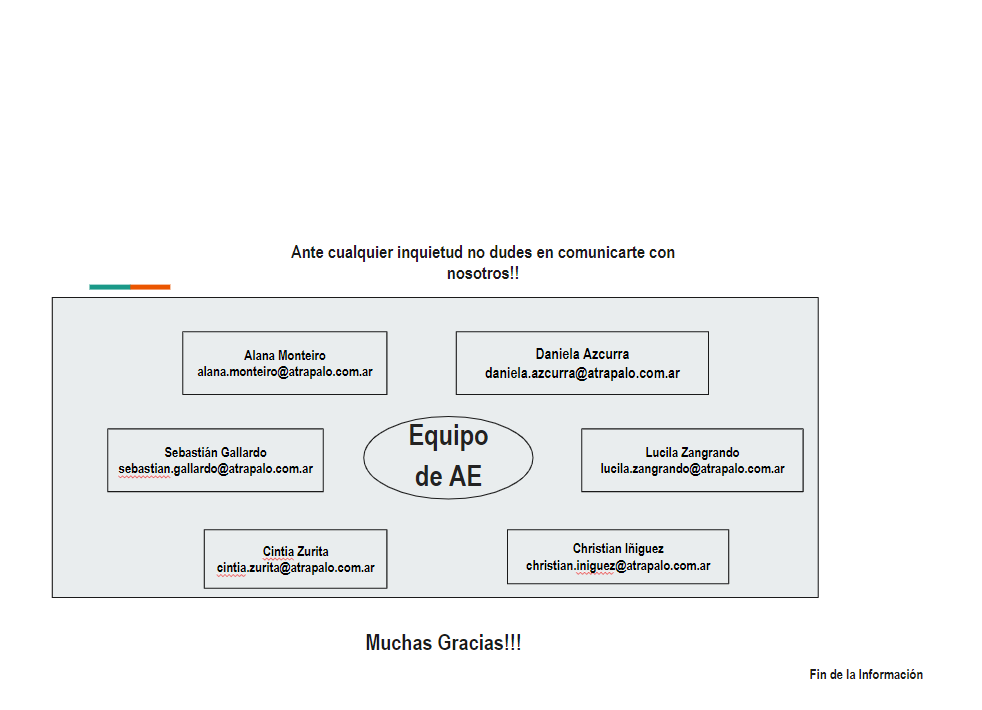 Ante cualquier inquietud no dudes en comunicarte con
nosotros!!
Alana Monteiro
alana.monteiro@atrapalo.com.ar
Daniela Azcurra
daniela.azcurra@atrapalo.com.ar
Sebastián Gallardo
sebastian.gallardo@atrapalo.com.ar
Equipo
de AE
Lucila Zangrando
lucila.zangrando@atrapalo.com.ar
Cintia Zurita
cintia.zurita@atrapalo.com.ar
Christian Iñiguez
christian.iniguez@atrapalo.com.ar
Muchas Gracias!!!
Fin de la Información